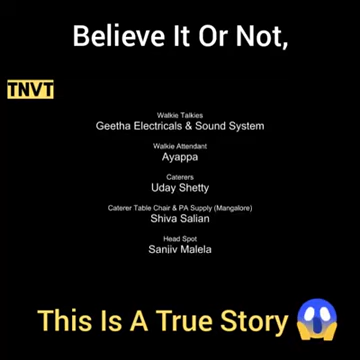 Believe It Or Not,
TNVT
Walkie Talkies
Geetha Electricals & Sound System
Walkie Attendant
Ayappa
Caterers
Uday Shetty
Caterer Table Chair & PA Supply (Mangalore)
Shiva Salian
Head Spot
Sanjiv Malela
This Is A True Story 😱